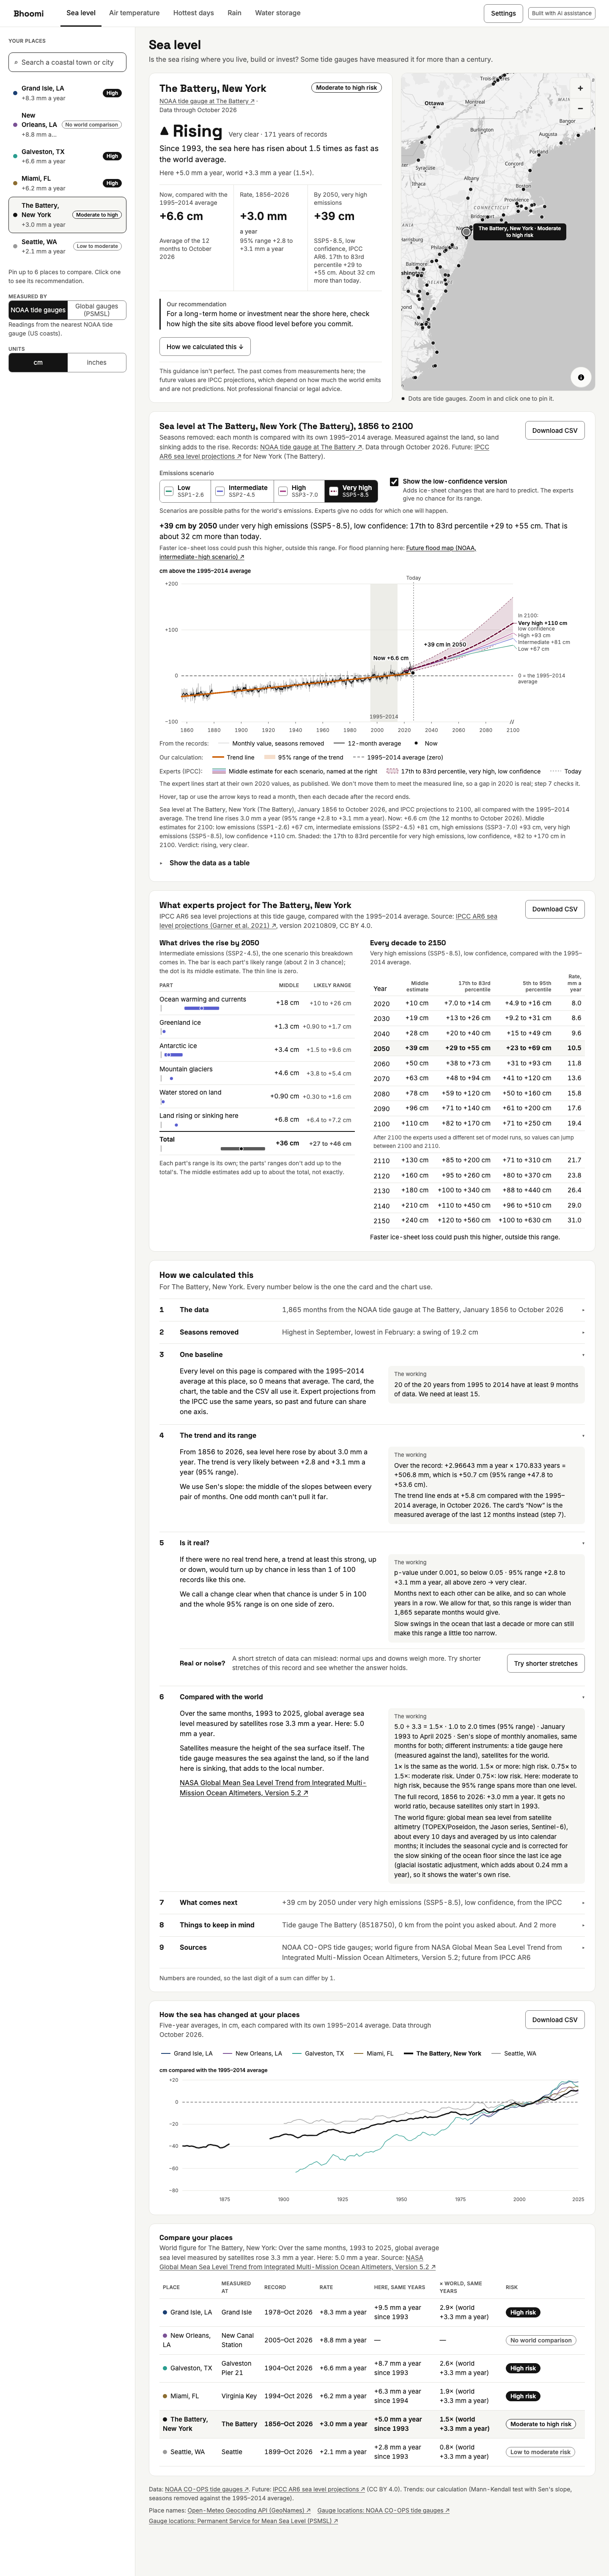 Bhoomi
Sea level
Air temperature
Hottest days
Rain
Water storage
Settings
Built with AI assistance
YOUR PLACES
Search a coastal town or city
Grand Isle, LA
+8.3 mm a year
High
New Orleans, LA
+8.8 mm a...
No world comparison
Galveston, TX
+6.6 mm a year
High
Miami, FL
+6.2 mm a year
High
The Battery, New York
+3.0 mm a year
Moderate to high
Seattle, WA
+2.1 mm a year
Low to moderate
Pin up to 6 places to compare. Click one to see its recommendation.
MEASURED BY
NOAA tide gauges
Global gauges (PSMSL)
Readings from the nearest NOAA tide gauge (US coasts).
UNITS
cm
inches
Sea level
Is the sea rising where you live, build or invest? Some tide gauges have measured it for more than a century.
The Battery, New York
Moderate to high risk
NOAA tide gauge at The Battery ↗ ·
Data through October 2026
▲ Rising
Very clear · 171 years of records
Since 1993, the sea here has risen about 1.5 times as fast as the world average.
Here +5.0 mm a year, world +3.3 mm a year (1.5×).
Now, compared with the 1995–2014 average
+6.6 cm
Average of the 12 months to October 2026
Rate, 1856–2026
+3.0 mm a year
95% range +2.8 to +3.1 mm a year
By 2050, very high emissions
+39 cm
SSP5-8.5, low confidence, IPCC AR6. 17th to 83rd percentile +29 to +55 cm. About 32 cm more than today.
Our recommendation
For a long-term home or investment near the shore here, check how high the site sits above flood level before you commit.
How we calculated this ↓
This guidance isn't perfect. The past comes from measurements here; the future values are IPCC projections, which depend on how much the world emits and are not predictions. Not professional financial or legal advice.
Ottawa
Montreal
Burlington
Bangor
Augusta
Portland
Concord
Syracuse
Ithaca
Albany
Boston
Providence
CONNECTICUT
Bridgeport
The Battery, New York · Moderate to high risk
Baltimore
Dots are tide gauges. Zoom in and click one to pin it.
Sea level at The Battery, New York (The Battery), 1856 to 2100
Download CSV
Seasons removed: each month is compared with its own 1995–2014 average. Measured against the land, so land sinking adds to the rise. Records: NOAA tide gauge at The Battery ↗. Data through October 2026. Future: IPCC AR6 sea level projections ↗ for New York (The Battery).
Emissions scenario
Low
SSP1-2.6
Intermediate
SSP2-4.5
High
SSP3-7.0
Very high
SSP5-8.5
Show the low-confidence version
Adds ice-sheet changes that are hard to predict. The experts give no chance for its range.
Scenarios are possible paths for the world's emissions. Experts give no odds for which one will happen.
+39 cm by 2050 under very high emissions (SSP5-8.5), low confidence: 17th to 83rd percentile +29 to +55 cm. That is about 32 cm more than today.
Faster ice-sheet loss could push this higher, outside this range. For flood planning here: Future flood map (NOAA, intermediate-high scenario) ↗
cm above the 1995–2014 average
Today
+200
+100
0
−100
Now +6.6 cm
+39 cm in 2050
1995–2014
In 2100:
Very high +110 cm
low confidence
High +93 cm
Intermediate +81 cm
Low +67 cm
0 = the 1995–2014 average
1860 1880 1900 1920 1940 1960 1980 2000 2020 2040 2060 2080 2100
From the records: Monthly value, seasons removed 12-month average Now
Our calculation: Trend line 95% range of the trend 1995–2014 average (zero)
Experts (IPCC): Middle estimate for each scenario, named at the right 17th to 83rd percentile, very high, low confidence Today
The expert lines start at their own 2020 values, as published. We don't move them to meet the measured line, so a gap in 2020 is real; step 7 checks it.
Hover, tap or use the arrow keys to read a month, then each decade after the record ends.
Sea level at The Battery, New York (The Battery), January 1856 to October 2026, and IPCC projections to 2100, all compared with the 1995–2014 average. The trend line rises 3.0 mm a year (95% range +2.8 to +3.1 mm a year). Now: +6.6 cm (the 12 months to October 2026). Middle estimates for 2100: low emissions (SSP1-2.6) +67 cm, intermediate emissions (SSP2-4.5) +81 cm, high emissions (SSP3-7.0) +93 cm, very high emissions (SSP5-8.5), low confidence +110 cm. Shaded: the 17th to 83rd percentile for very high emissions, low confidence, +82 to +170 cm in 2100. Verdict: rising, very clear.
Show the data as a table
What experts project for The Battery, New York
Download CSV
IPCC AR6 sea level projections at this tide gauge, compared with the 1995–2014 average. Source: IPCC AR6 sea level projections (Garner et al. 2021) ↗, version 20210809, CC BY 4.0.
What drives the rise by 2050
Intermediate emissions (SSP2-4.5), the one scenario this breakdown comes in. The bar is each part's likely range (about 2 in 3 chance); the dot is its middle estimate. The thin line is zero.
PART MIDDLE LIKELY RANGE
Ocean warming and currents +18 cm +10 to +26 cm
Greenland ice +1.3 cm +0.90 to +1.7 cm
Antarctic ice +3.4 cm +1.5 to +9.6 cm
Mountain glaciers +4.6 cm +3.8 to +5.4 cm
Water stored on land +0.90 cm +0.30 to +1.6 cm
Land rising or sinking here +6.8 cm +6.4 to +7.2 cm
Total +36 cm +27 to +46 cm
Each part's range is its own; the parts' ranges don't add up to the total's. The middle estimates add up to about the total, not exactly.
Every decade to 2150
Very high emissions (SSP5-8.5), low confidence, compared with the 1995–2014 average.
Year Middle estimate 17th to 83rd percentile 5th to 95th percentile Rate, mm a year
2020 +10 cm +7.0 to +14 cm +4.9 to +16 cm 8.0
2030 +19 cm +13 to +26 cm +9.2 to +31 cm 8.6
2040 +28 cm +20 to +40 cm +15 to +49 cm 9.6
2050 +39 cm +29 to +55 cm +23 to +69 cm 10.5
2060 +50 cm +38 to +73 cm +31 to +93 cm 11.8
2070 +63 cm +48 to +94 cm +41 to +120 cm 13.6
2080 +78 cm +59 to +120 cm +50 to +160 cm 15.8
2090 +96 cm +71 to +140 cm +61 to +200 cm 17.6
2100 +110 cm +82 to +170 cm +71 to +250 cm 19.4
After 2100 the experts used a different set of model runs, so values can jump between 2100 and 2110.
2110 +130 cm +85 to +200 cm +71 to +310 cm 21.7
2120 +160 cm +95 to +260 cm +80 to +370 cm 23.8
2130 +180 cm +100 to +340 cm +88 to +440 cm 26.4
2140 +210 cm +110 to +450 cm +96 to +510 cm 29.0
2150 +240 cm +120 to +560 cm +100 to +630 cm 31.0
Faster ice-sheet loss could push this higher, outside this range.
How we calculated this
For The Battery, New York. Every number below is the one the card and the chart use.
1 The data 1,865 months from the NOAA tide gauge at The Battery, January 1856 to October 2026
2 Seasons removed Highest in September, lowest in February: a swing of 19.2 cm
3 One baseline
Every level on this page is compared with the 1995–2014 average at this place, so 0 means that average. The card, the chart, the table and the CSV all use it. Expert projections from the IPCC use the same years, so past and future can share one axis.
The working
20 of the 20 years from 1995 to 2014 have at least 9 months of data. We need at least 15.
4 The trend and its range
From 1856 to 2026, sea level here rose by about 3.0 mm a year. The trend is very likely between +2.8 and +3.1 mm a year (95% range).
We use Sen's slope: the middle of the slopes between every pair of months. One odd month can't pull it far.
The working
Over the record: +2.96643 mm a year × 170.833 years = +506.8 mm, which is +50.7 cm (95% range +47.8 to +53.6 cm).
The trend line ends at +5.8 cm compared with the 1995–2014 average, in October 2026. The card's "Now" is the measured average of the last 12 months instead (step 7).
5 Is it real?
If there were no real trend here, a trend at least this strong, up or down, would turn up by chance in less than 1 of 100 records like this one.
We call a change clear when that chance is under 5 in 100 and the whole 95% range is on one side of zero.
The working
p-value under 0.001, so below 0.05 · 95% range +2.8 to +3.1 mm a year, all above zero → very clear.
Months next to each other can be alike, and so can whole years in a row. We allow for that, so this range is wider than 1,865 separate months would give.
Slow swings in the ocean that last a decade or more can still make this range a little too narrow.
Real or noise?
A short stretch of data can mislead: normal ups and downs weigh more. Try shorter stretches of this record and see whether the answer holds.
Try shorter stretches
6 Compared with the world
Over the same months, 1993 to 2025, global average sea level measured by satellites rose 3.3 mm a year. Here: 5.0 mm a year.
Satellites measure the height of the sea surface itself. The tide gauge measures the sea against the land, so if the land here is sinking, that adds to the local number.
NASA Global Mean Sea Level Trend from Integrated Multi-Mission Ocean Altimeters, Version 5.2 ↗
The working
5.0 ÷ 3.3 = 1.5× · 1.0 to 2.0 times (95% range) · January 1993 to April 2025 · Sen's slope of monthly anomalies, same months for both; different instruments: a tide gauge here (measured against the land), satellites for the world.
1× is the same as the world. 1.5× or more: high risk. 0.75× to 1.5×: moderate risk. Under 0.75×: low risk. Here: moderate to high risk, because the 95% range spans more than one level.
The full record, 1856 to 2026: +3.0 mm a year. It gets no world ratio, because satellites only start in 1993.
The world figure: global mean sea level from satellite altimetry (TOPEX/Poseidon, the Jason series, Sentinel-6), about every 10 days and averaged by us into calendar months; it includes the seasonal cycle and is corrected for the slow sinking of the ocean floor since the last ice age (glacial isostatic adjustment, which adds about 0.24 mm a year), so it shows the water's own rise.
7 What comes next +39 cm by 2050 under very high emissions (SSP5-8.5), low confidence, from the IPCC
8 Things to keep in mind Tide gauge The Battery (8518750), 0 km from the point you asked about. And 2 more
9 Sources NOAA CO-OPS tide gauges; world figure from NASA Global Mean Sea Level Trend from Integrated Multi-Mission Ocean Altimeters, Version 5.2; future from IPCC AR6
Numbers are rounded, so the last digit of a sum can differ by 1.
How the sea has changed at your places
Download CSV
Five-year averages, in cm, each compared with its own 1995–2014 average. Data through October 2026.
Grand Isle, LA New Orleans, LA Galveston, TX Miami, FL The Battery, New York Seattle, WA
cm compared with the 1995–2014 average
+20
0
−20
−40
−60
−80
1875 1900 1925 1950 1975 2000 2025
Compare your places
World figure for The Battery, New York: Over the same months, 1993 to 2025, global average sea level measured by satellites rose 3.3 mm a year. Here: 5.0 mm a year. Source: NASA Global Mean Sea Level Trend from Integrated Multi-Mission Ocean Altimeters, Version 5.2 ↗
PLACE MEASURED AT RECORD RATE HERE, SAME YEARS × WORLD, SAME YEARS RISK
Grand Isle, LA Grand Isle 1978–Oct 2026 +8.3 mm a year +9.5 mm a year since 1993 2.9× (world +3.3 mm a year) High risk
New Orleans, LA New Canal Station 2005–Oct 2026 +8.8 mm a year — — No world comparison
Galveston, TX Galveston Pier 21 1904–Oct 2026 +6.6 mm a year +8.7 mm a year since 1993 2.6× (world +3.3 mm a year) High risk
Miami, FL Virginia Key 1994–Oct 2026 +6.2 mm a year +6.3 mm a year since 1994 1.9× (world +3.3 mm a year) High risk
The Battery, New York The Battery 1856–Oct 2026 +3.0 mm a year +5.0 mm a year since 1993 1.5× (world +3.3 mm a year) Moderate to high risk
Seattle, WA Seattle 1899–Oct 2026 +2.1 mm a year +2.8 mm a year since 1993 0.8× (world +3.3 mm a year) Low to moderate risk
Data: NOAA CO-OPS tide gauges ↗. Future: IPCC AR6 sea level projections ↗ (CC BY 4.0). Trends: our calculation (Mann-Kendall test with Sen's slope, seasons removed against the 1995–2014 average).
Place names: Open-Meteo Geocoding API (GeoNames) ↗ Gauge locations: NOAA CO-OPS tide gauges ↗
Gauge locations: Permanent Service for Mean Sea Level (PSMSL) ↗